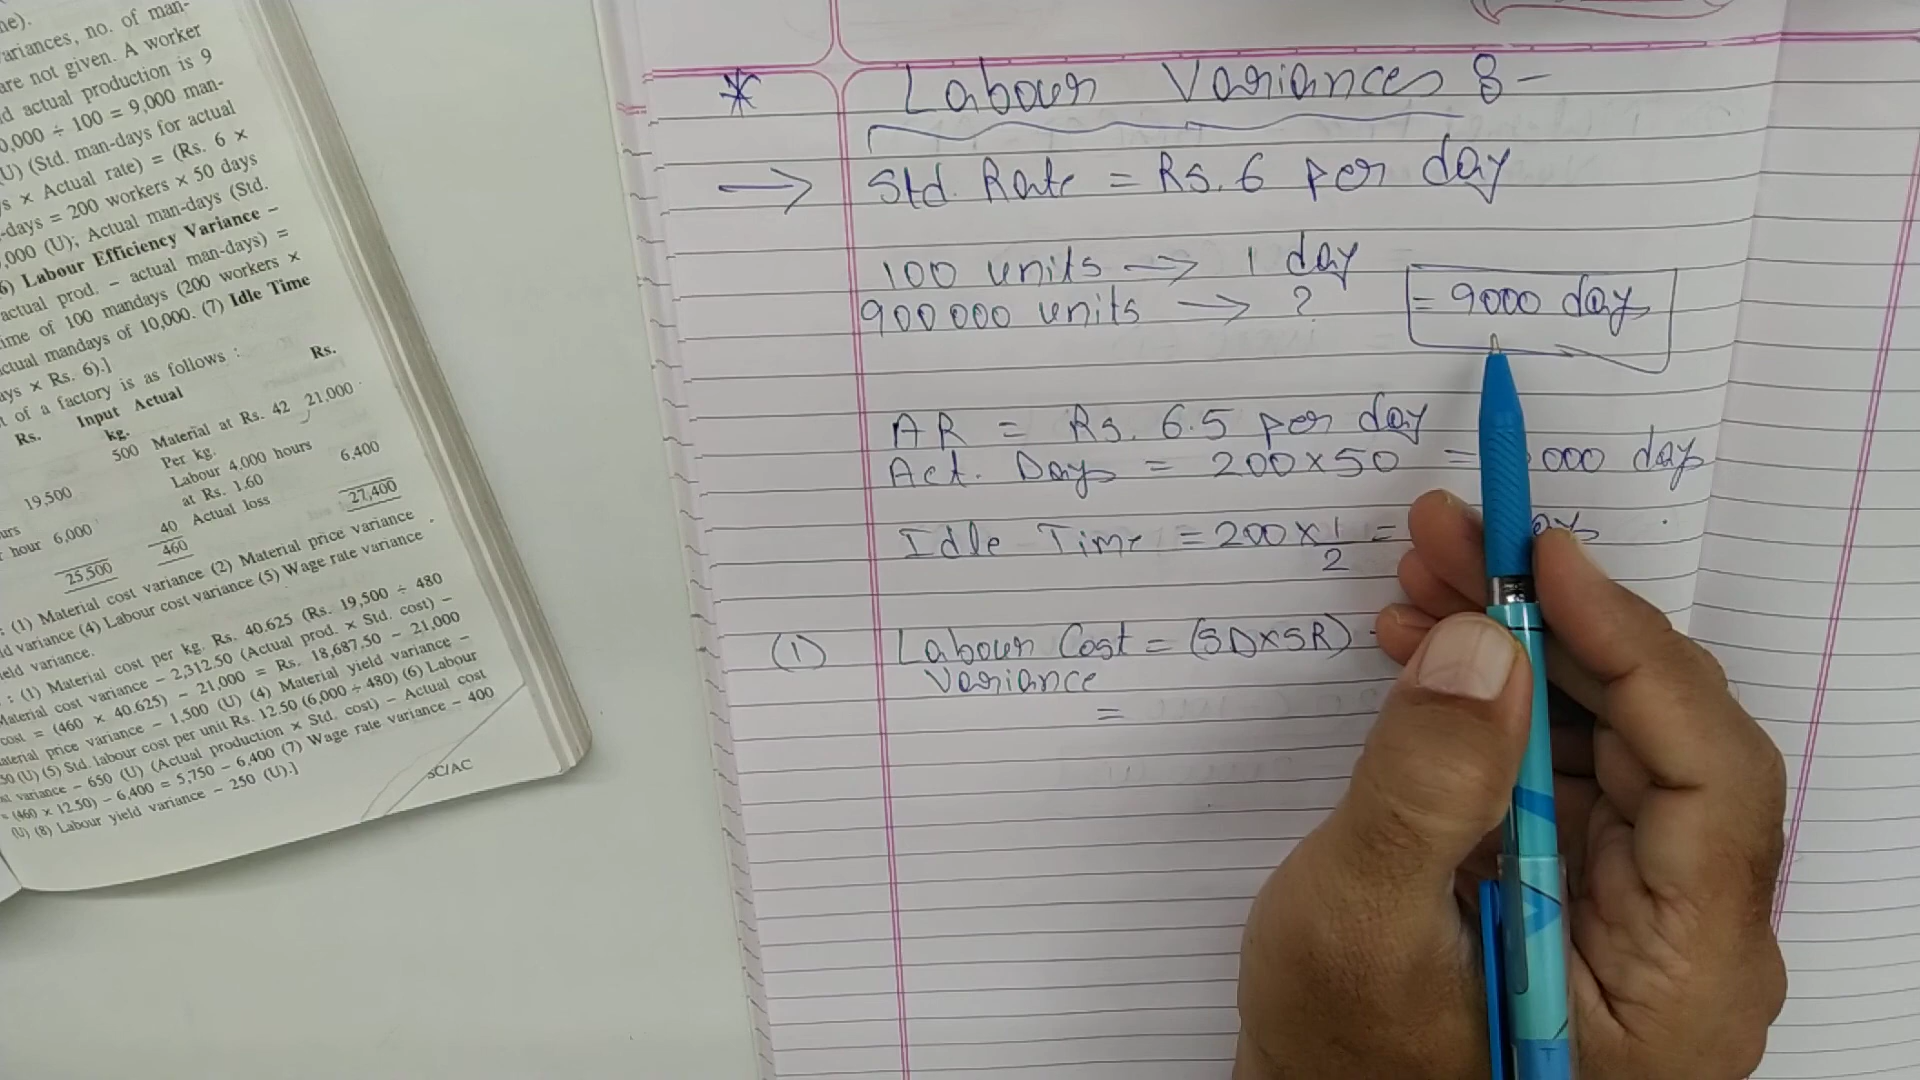 ne).
ariances, no. of man-
are not given. A worker
d actual production is 9
0,000 ÷ 100 = 9,000 man-
U) (Std. man-days for actual
s × Actual rate) = (Rs. 6 ×
-days = 200 workers × 50 days
,000 (U); Actual man-days (Std.
6) Labour Efficiency Variance –
actual prod. – actual man-days) =
ime of 100 mandays (200 workers ×
ctual mandays of 10,000. (7) Idle Time
ays × Rs. 6).]
t of a factory is as follows :
Rs. Input Actual Rs.
kg.
500 Material at Rs. 42 21,000
Per kg.
19,500 Labour 4,000 hours 6,400
at Rs. 1.60
urs
hour 6,000 40 Actual loss 27,400
25,500 460
: (1) Material cost variance (2) Material price variance
ld variance (4) Labour cost variance (5) Wage rate variance
ield variance.
: (1) Material cost per kg. Rs. 40.625 (Rs. 19,500 ÷ 480
Material cost variance – 2,312.50 (Actual prod. × Std. cost) –
cost = (460 × 40.625) – 21,000 = Rs. 18,687.50 – 21,000
aterial price variance – 1,500 (U) (4) Material yield variance –
50 (U) (5) Std. labour cost per unit Rs. 12.50 (6,000 ÷ 480) (6) Labour
st variance – 650 (U) (Actual production × Std. cost) – Actual cost
= (460 × 12.50) – 6,400 = 5,750 – 6,400 (7) Wage rate variance – 400
(U) (8) Labour yield variance – 250 (U).]
SC/AC
* Labour Variances :-
→ Std. Rate = Rs. 6 per day
100 units → 1 day
900000 units → ? = 9000 days
AR = Rs. 6.5 per day
Act. Days = 200×50 = 000 days
Idle Time = 200×1/2 =
(1) Labour Cost = (SD×SR) -
Variance
=